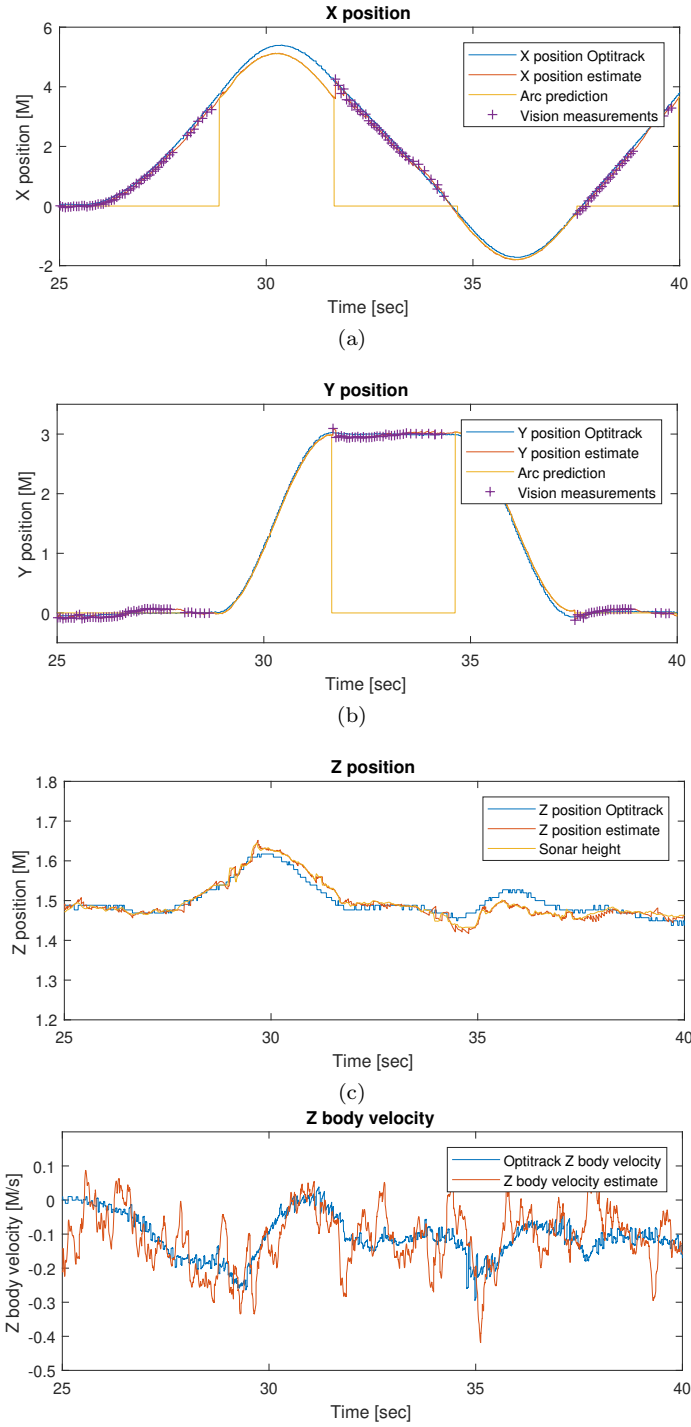 X position
X position [M]
6
4
2
0
-2
X position Optitrack
X position estimate
Arc prediction
Vision measurements
25 30 35 40
Time [sec]
(a)
Y position
Y position [M]
3
2
1
0
Y position Optitrack
Y position estimate
Arc prediction
Vision measurements
25 30 35 40
Time [sec]
(b)
Z position
Z position [M]
1.8
1.7
1.6
1.5
1.4
1.3
1.2
Z position Optitrack
Z position estimate
Sonar height
25 30 35 40
Time [sec]
(c)
Z body velocity
Z body velocity [M/s]
0.1
0
-0.1
-0.2
-0.3
-0.4
-0.5
Optitrack Z body velocity
Z body velocity estimate
25 30 35 40
Time [sec]